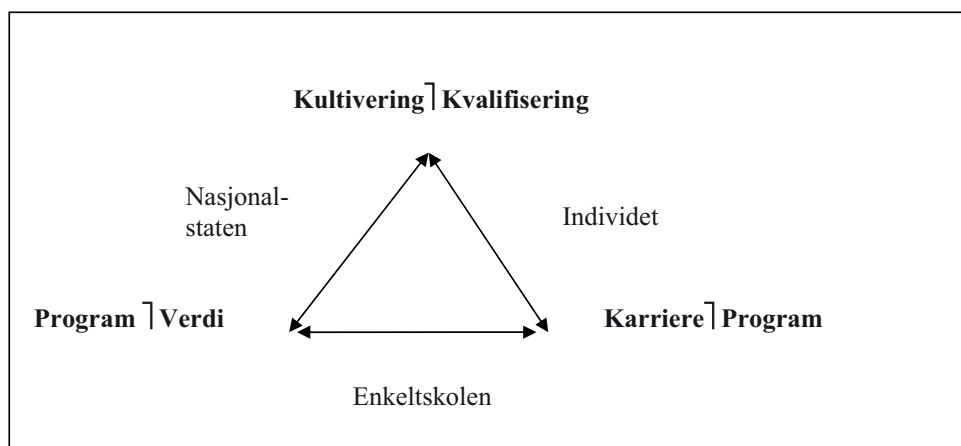 Kultivering ⏋ Kvalifisering
Nasjonal-
staten
Individet
Program ⏋ Verdi
Karriere ⏋ Program
Enkeltskolen